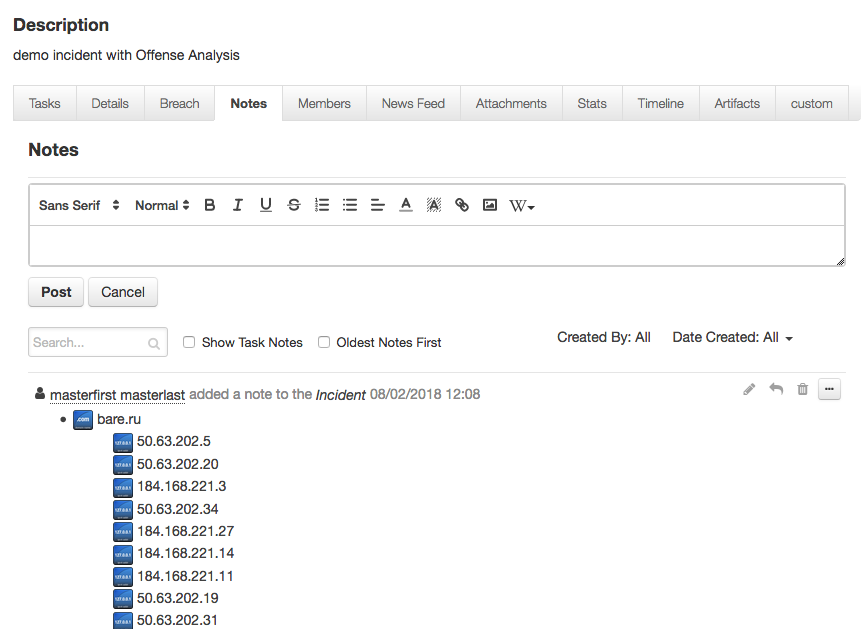 Description
demo incident with Offense Analysis
Tasks Details Breach Notes Members News Feed Attachments Stats Timeline Artifacts custom
Notes
Sans Serif Normal B I U S A A W
Post Cancel
Search... Show Task Notes Oldest Notes First Created By: All Date Created: All
masterfirst masterlast added a note to the Incident 08/02/2018 12:08
.com bare.ru
50.63.202.5
50.63.202.20
184.168.221.3
50.63.202.34
184.168.221.27
184.168.221.14
184.168.221.11
50.63.202.19
50.63.202.31